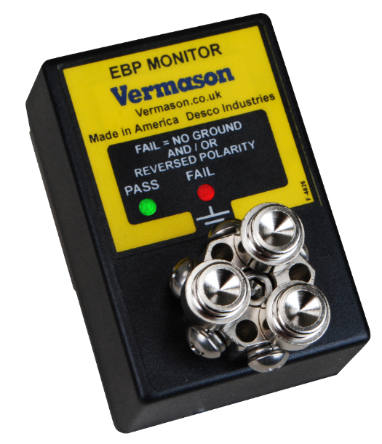 EBP MONITOR
Vermason
Vermason.co.uk
Made in America Desco Industries
FAIL = NO GROUND
AND / OR
REVERSED POLARITY
PASS FAIL